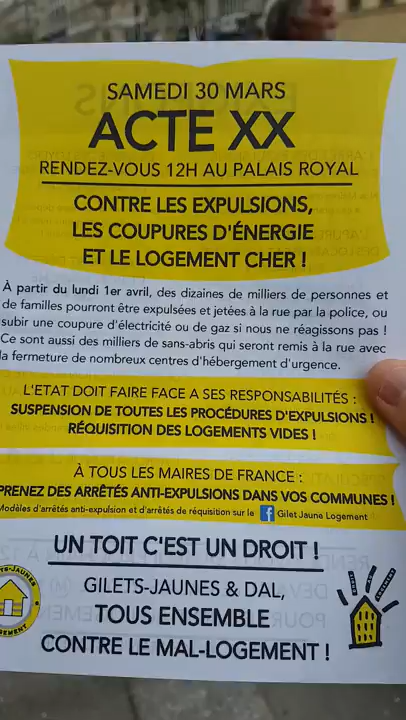 SAMEDI 30 MARS
ACTE XX
RENDEZ-VOUS 12H AU PALAIS ROYAL
CONTRE LES EXPULSIONS,
LES COUPURES D'ÉNERGIE
ET LE LOGEMENT CHER !
À partir du lundi 1er avril, des dizaines de milliers de personnes et
de familles pourront être expulsées et jetées à la rue par la police, ou
subir une coupure d'électricité ou de gaz si nous ne réagissons pas !
Ce sont aussi des milliers de sans-abris qui seront remis à la rue avec
la fermeture de nombreux centres d'hébergement d'urgence.
L'ETAT DOIT FAIRE FACE A SES RESPONSABILITÉS :
SUSPENSION DE TOUTES LES PROCÉDURES D'EXPULSIONS !
RÉQUISITION DES LOGEMENTS VIDES !
À TOUS LES MAIRES DE FRANCE :
PRENEZ DES ARRÊTÉS ANTI-EXPULSIONS DANS VOS COMMUNES !
Modèles d'arrêtés anti-expulsion et d'arrêtés de réquisition sur le f Gilet Jaune Logement
UN TOIT C'EST UN DROIT !
GILETS-JAUNES & DAL,
TOUS ENSEMBLE
CONTRE LE MAL-LOGEMENT !